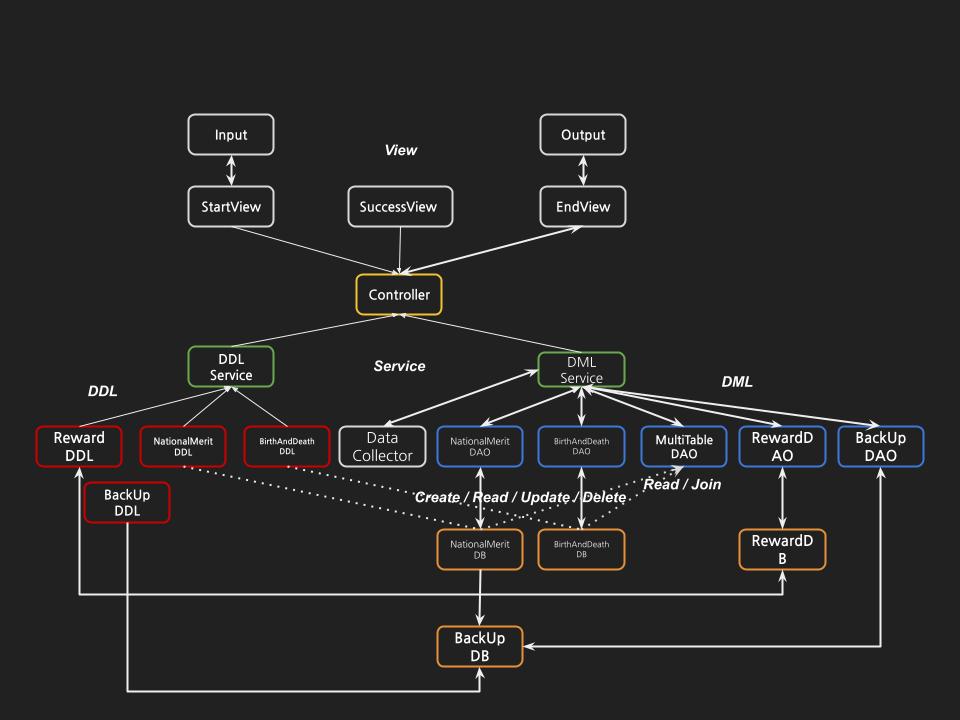 Input
Output
View
StartView
SuccessView
EndView
Controller
DDL
Service
Service
DML
Service
DDL
DML
Reward
DDL
NationalMerit
DDL
BirthAndDeath
DDL
Data
Collector
NationalMerit
DAO
BirthAndDeath
DAO
MultiTable
DAO
RewardD
AO
BackUp
DAO
BackUp
DDL
Create / Read / Update / Delete
Read / Join
NationalMerit
DB
BirthAndDeath
DB
RewardD
B
BackUp
DB